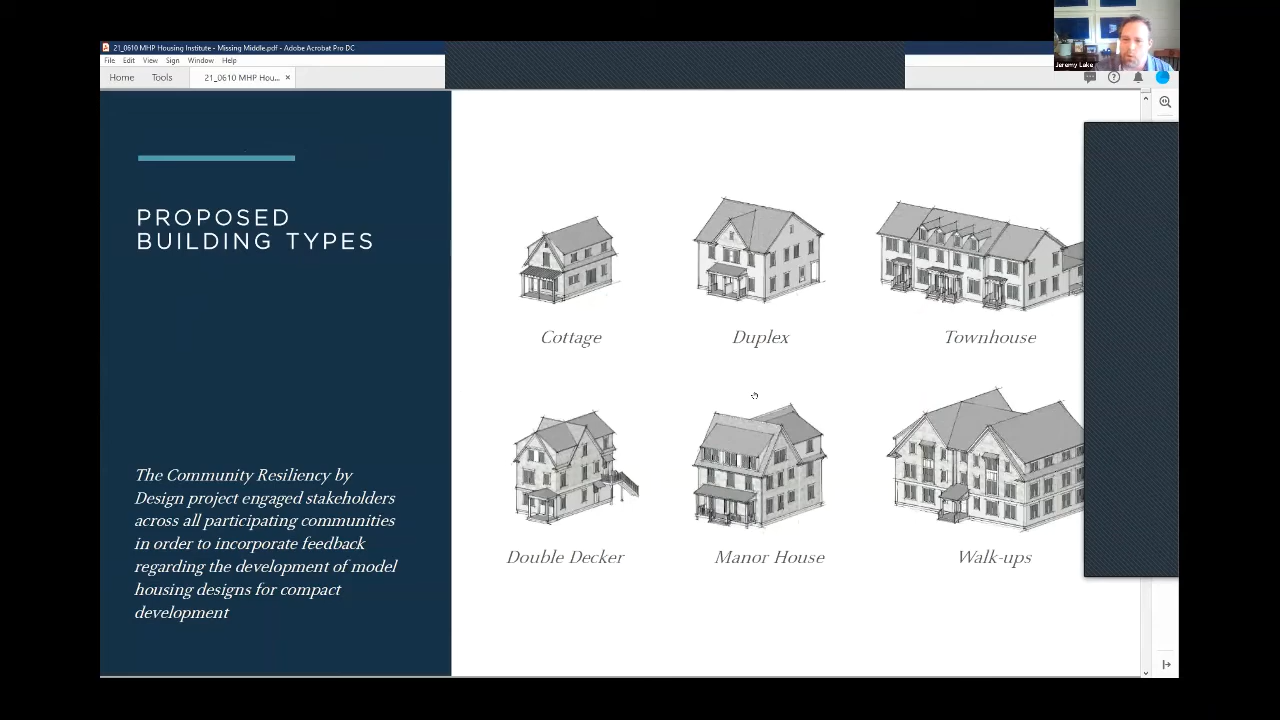 21_0610 MHP Housing Institute - Missing Middle.pdf - Adobe Acrobat Pro DC
File Edit View Sign Window Help
Home Tools 21_0610 MHP Hou... ×
Jeremy Lake
PROPOSED
BUILDING TYPES
Cottage Duplex Townhouse
Double Decker Manor House Walk-ups
The Community Resiliency by
Design project engaged stakeholders
across all participating communities
in order to incorporate feedback
regarding the development of model
housing designs for compact
development